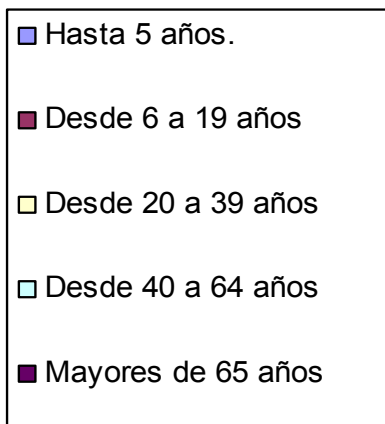 Hasta 5 años.
Desde 6 a 19 años
Desde 20 a 39 años
Desde 40 a 64 años
Mayores de 65 años